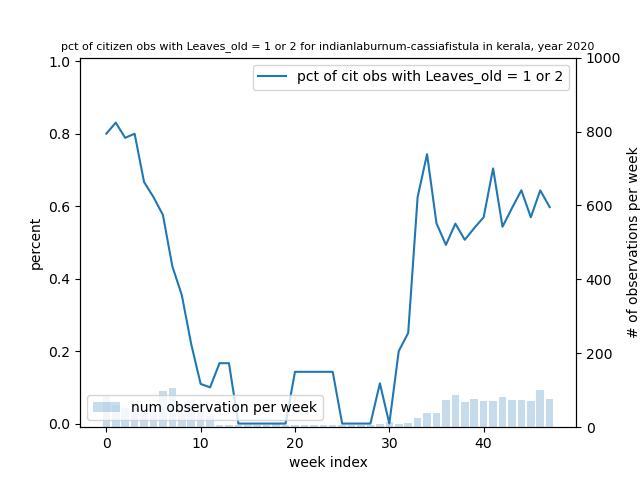 pct of citizen obs with Leaves_old = 1 or 2 for indianlaburnum-cassiafistula in kerala, year 2020
pct of cit obs with Leaves_old = 1 or 2
1.0
0.8
0.6
0.4
0.2
0.0
percent
1000
800
600
400
200
0
# of observations per week
num observation per week
0
10
20
30
40
week index